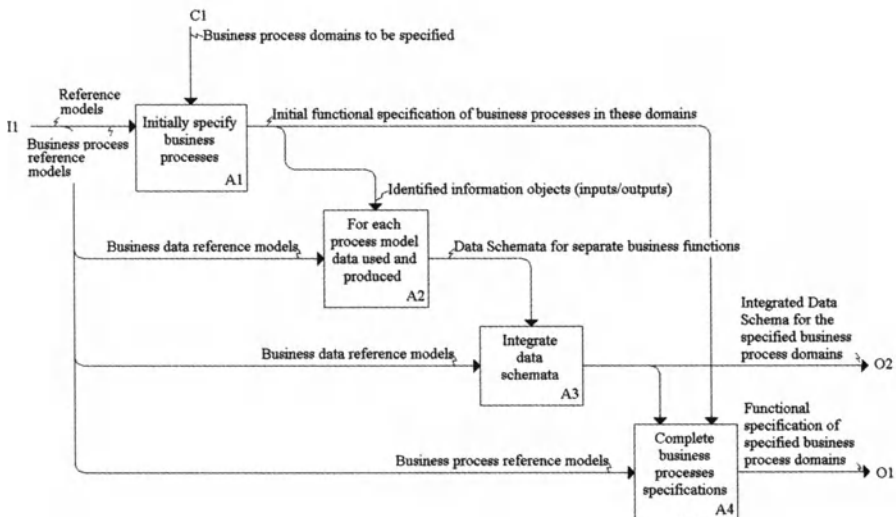 C1
Business process domains to be specified
Reference
models
I1
Business process
reference
models
Initially specify
business
processes
A1
Initial functional specification of business processes in these domains
Identified information objects (inputs/outputs)
For each
process model
data used and
produced
A2
Business data reference models
Data Schemata for separate business functions
Integrate
data
schemata
A3
Business data reference models
Integrated Data
Schema for the
specified business
process domains
O2
Complete
business
processes
specifications
A4
Business process reference models
Functional
specification of
specified business
process domains
O1